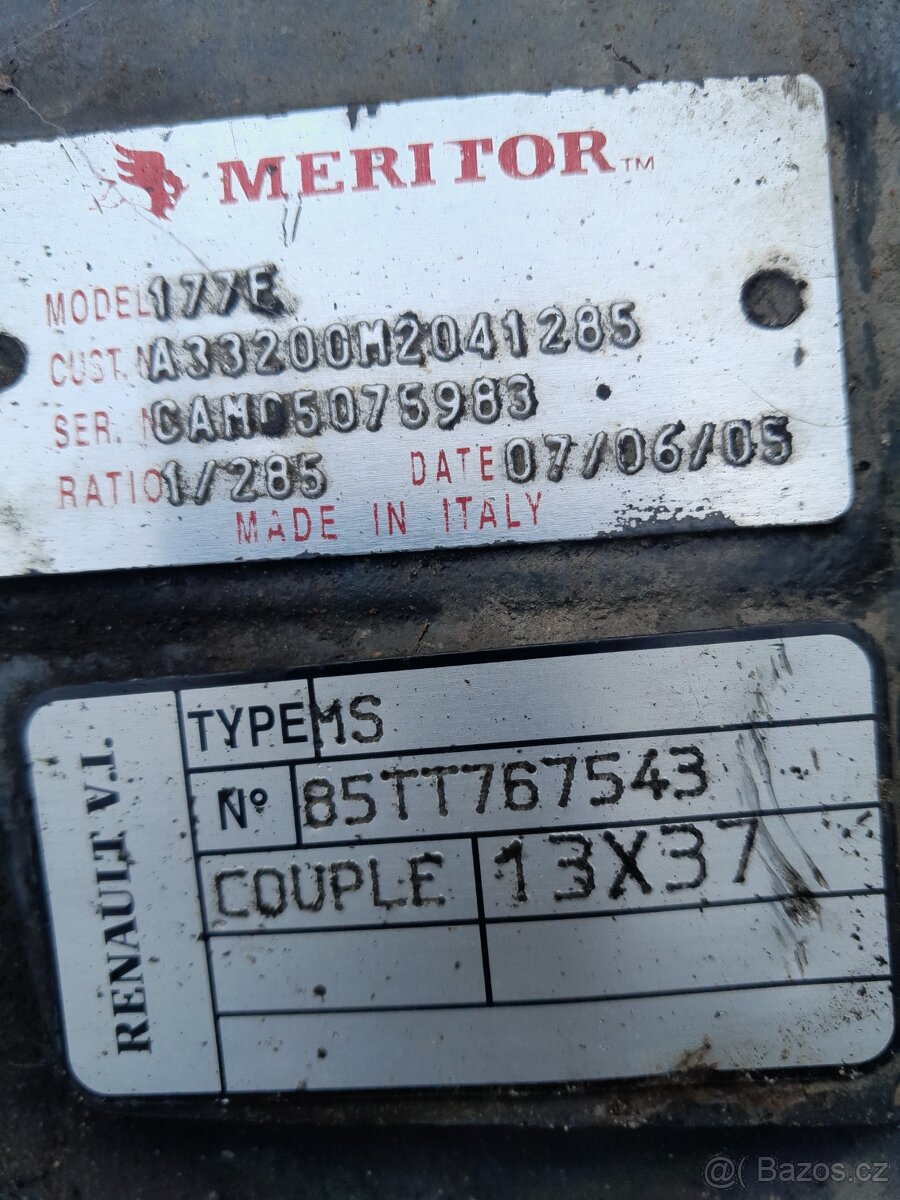 MERITOR™
MODEL 177E
CUST. N A33200M2041285
SER. N CAM05075983
RATIO 1/285 DATE 07/06/05
MADE IN ITALY
RENAULT V.I.
TYPE MS
Nº 85TT767543
COUPLE 13X37
@( Bazos.cz